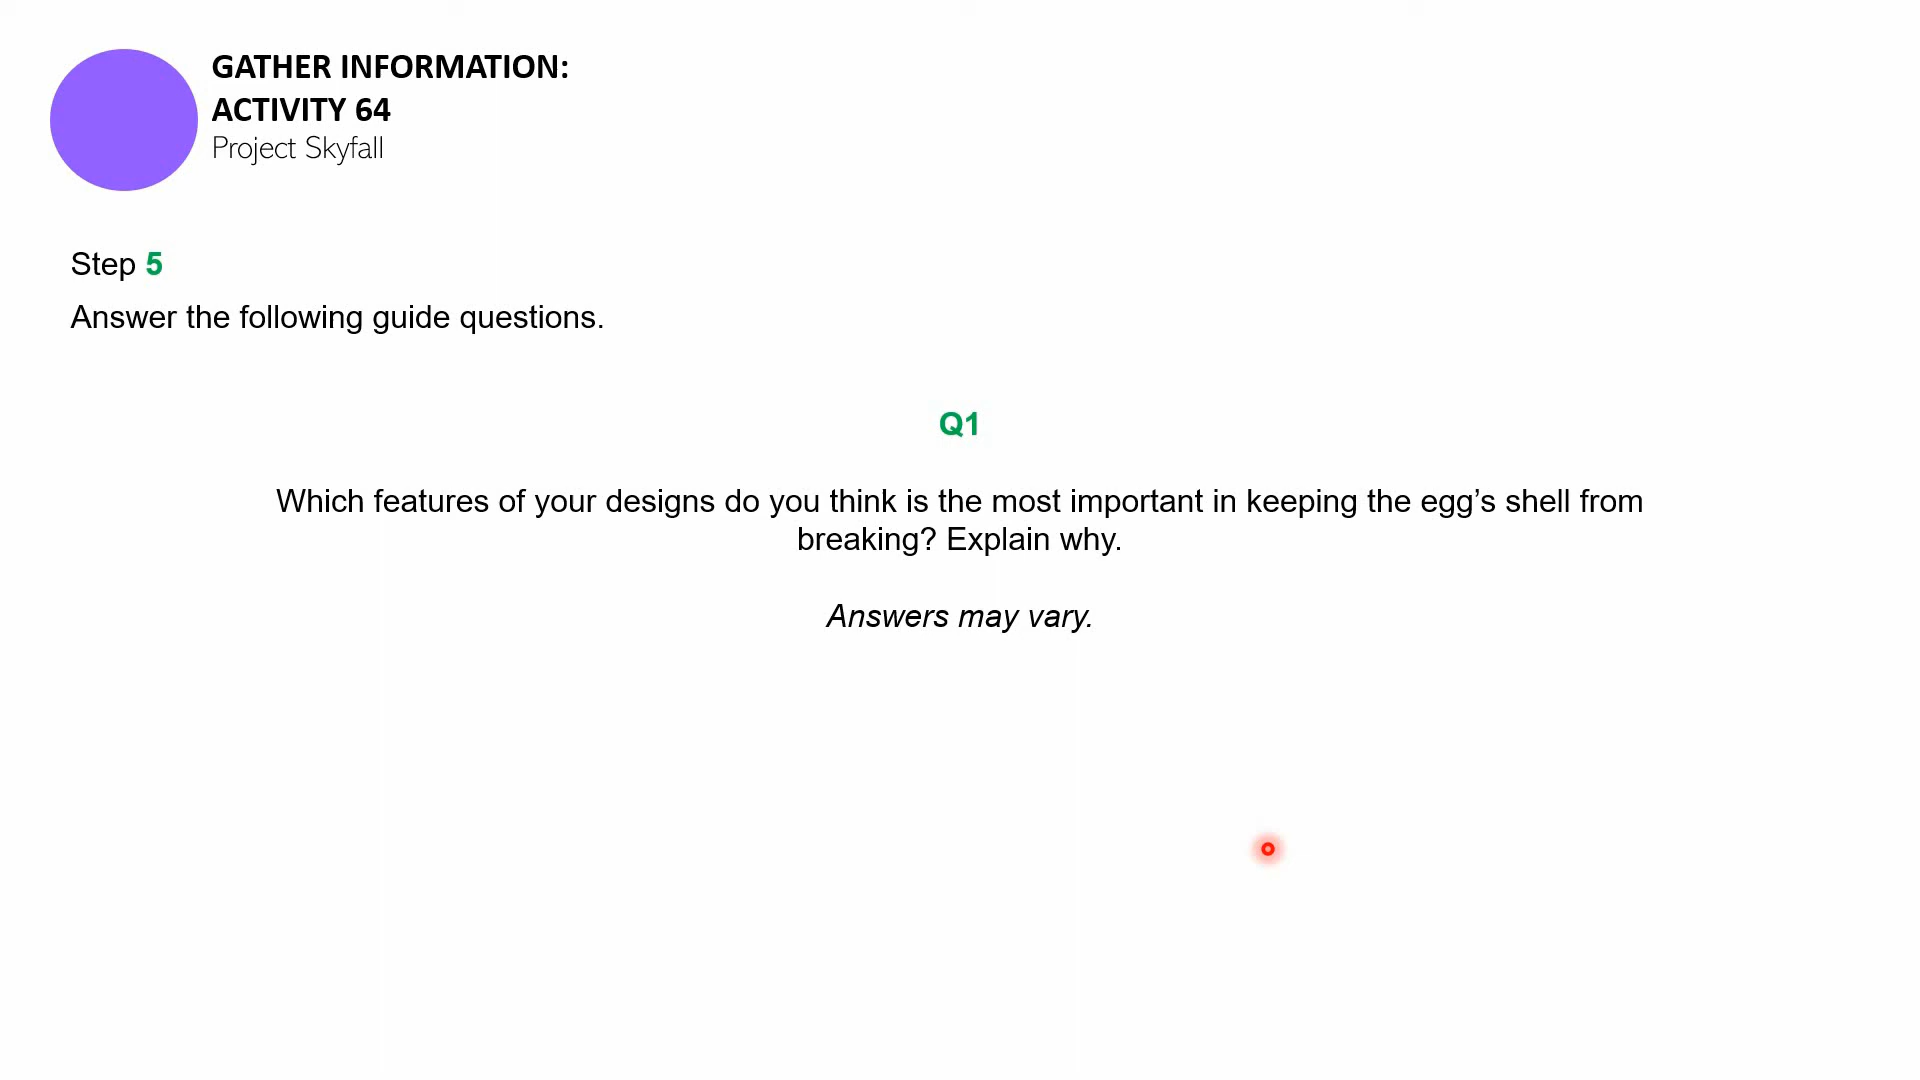 GATHER INFORMATION:
ACTIVITY 64
Project Skyfall
Step 5
Answer the following guide questions.
Q1
Which features of your designs do you think is the most important in keeping the egg’s shell from
breaking? Explain why.
Answers may vary.